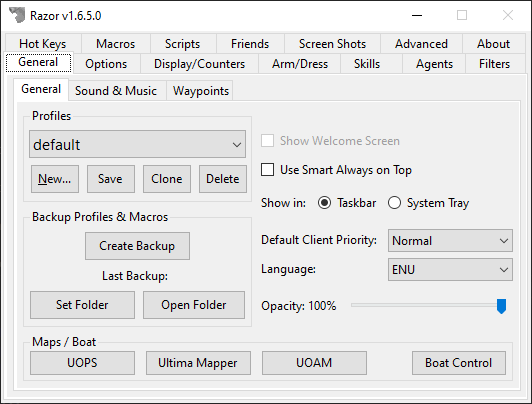 Razor v1.6.5.0
Hot Keys Macros Scripts Friends Screen Shots Advanced About
General Options Display/Counters Arm/Dress Skills Agents Filters
General Sound & Music Waypoints
Profiles
default
New... Save Clone Delete
Show Welcome Screen
Use Smart Always on Top
Show in: Taskbar System Tray
Backup Profiles & Macros
Create Backup
Last Backup:
Set Folder Open Folder
Default Client Priority: Normal
Language: ENU
Opacity: 100%
Maps / Boat
UOPS Ultima Mapper UOAM Boat Control